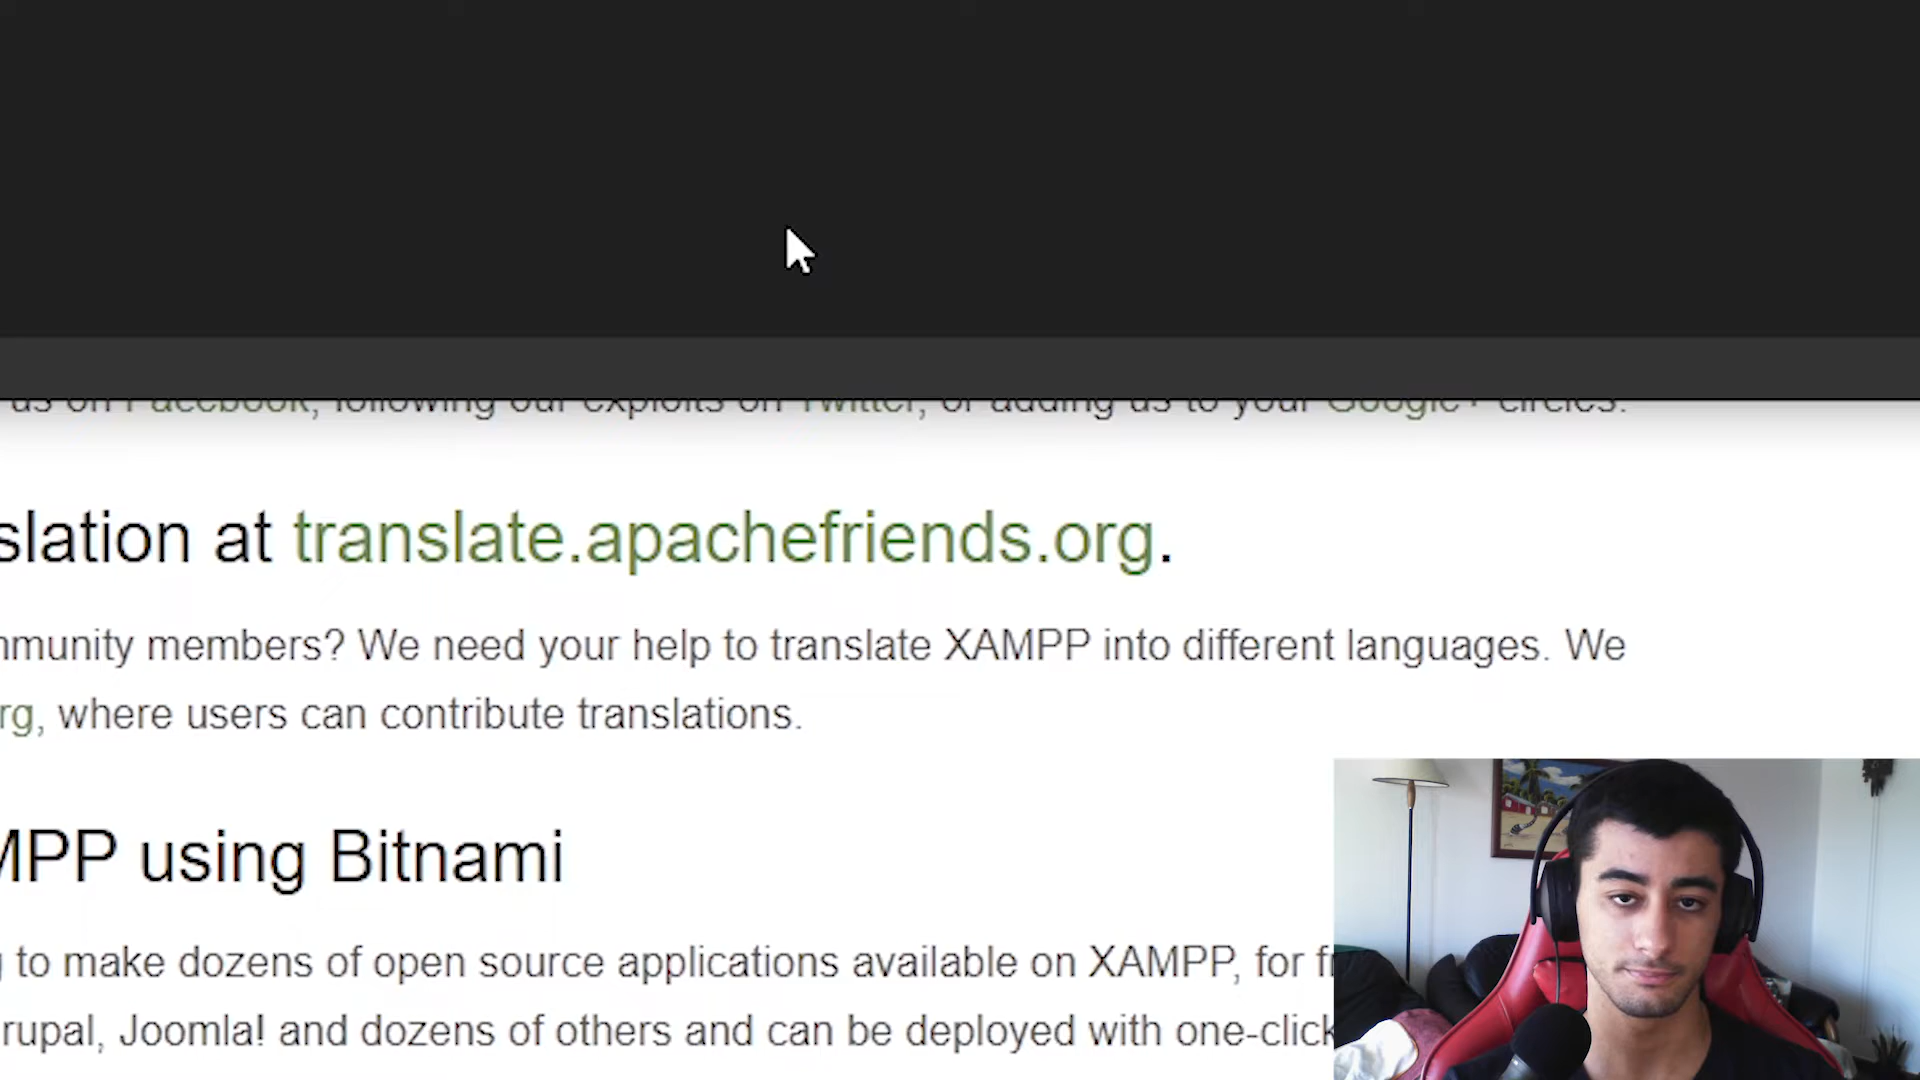 us on Facebook, following our exploits on Twitter, or adding us to your Google+ circles.
slation at translate.apachefriends.org.
mmunity members? We need your help to translate XAMPP into different languages. We
rg, where users can contribute translations.
MPP using Bitnami
g to make dozens of open source applications available on XAMPP, for fr
rupal, Joomla! and dozens of others and can be deployed with one-click